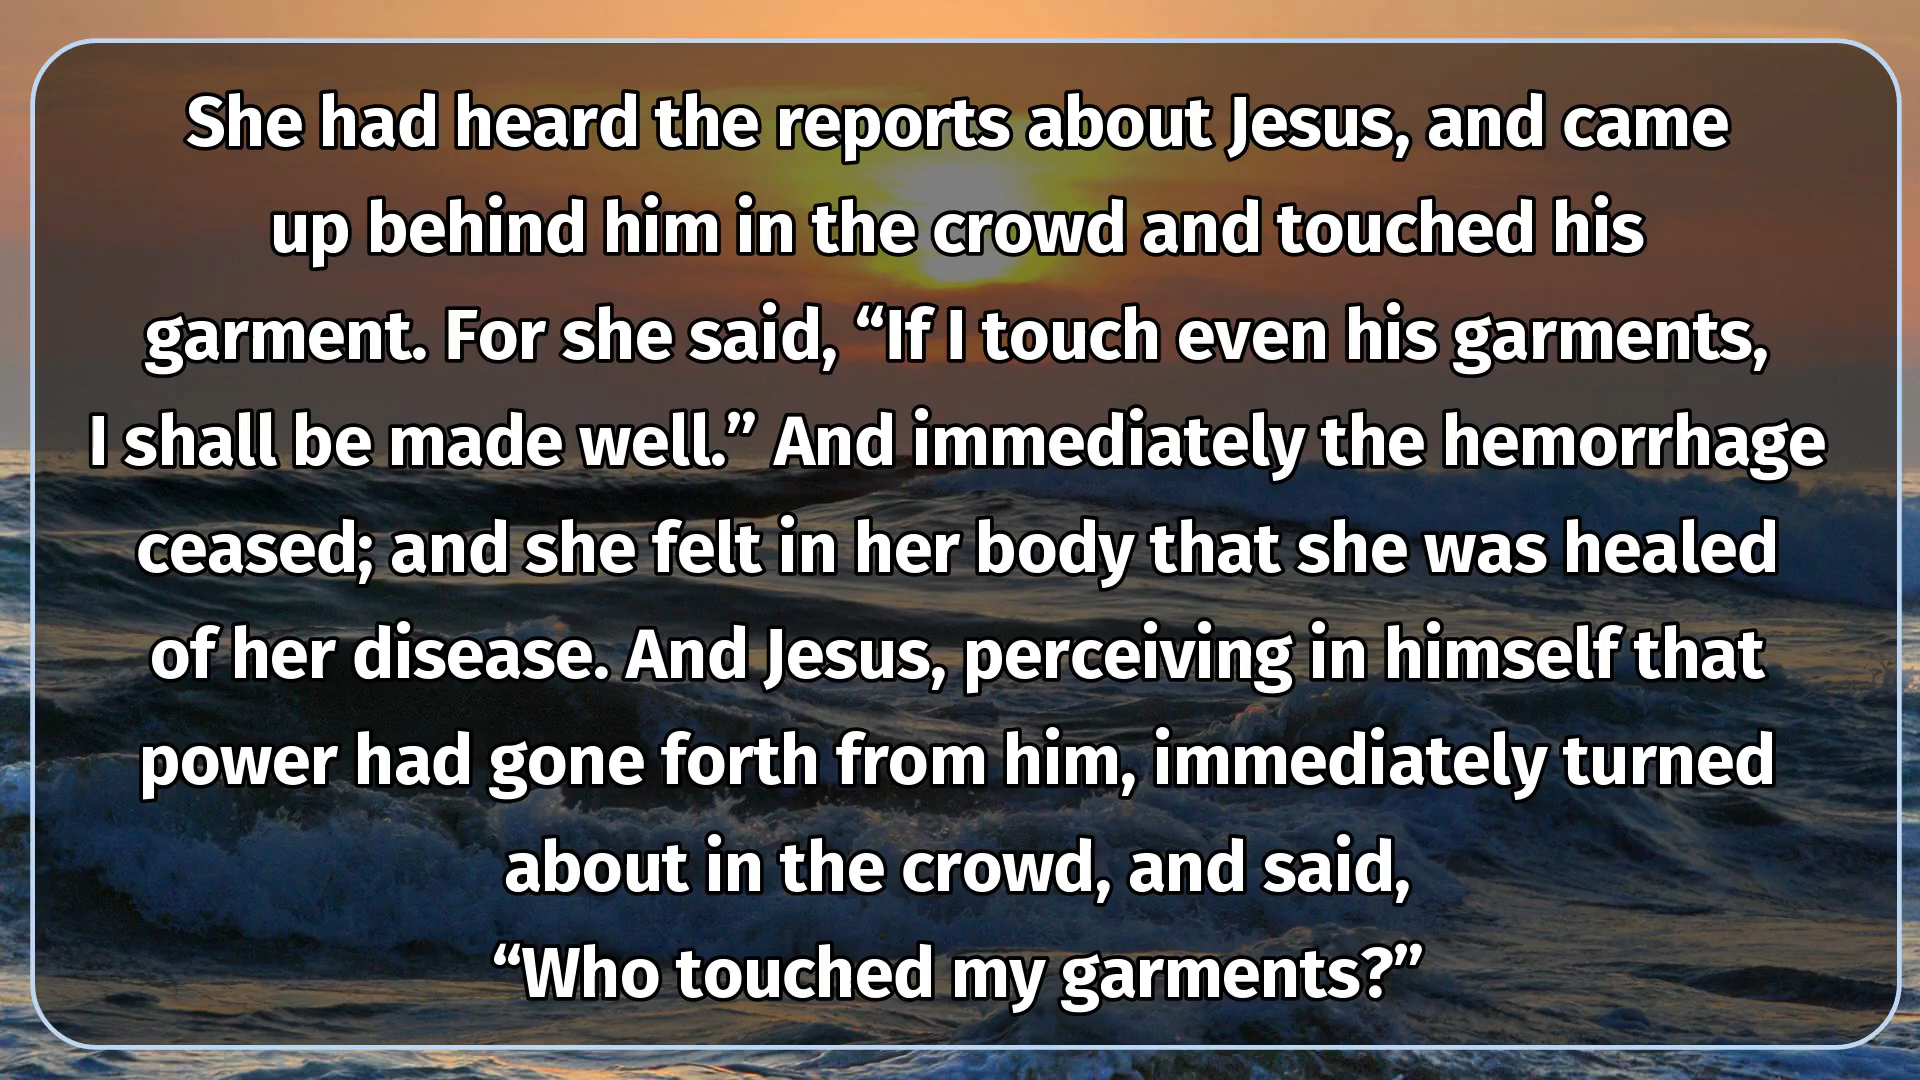 She had heard the reports about Jesus, and came
up behind him in the crowd and touched his
garment. For she said, “If I touch even his garments,
I shall be made well.” And immediately the hemorrhage
ceased; and she felt in her body that she was healed
of her disease. And Jesus, perceiving in himself that
power had gone forth from him, immediately turned
about in the crowd, and said,
“Who touched my garments?”